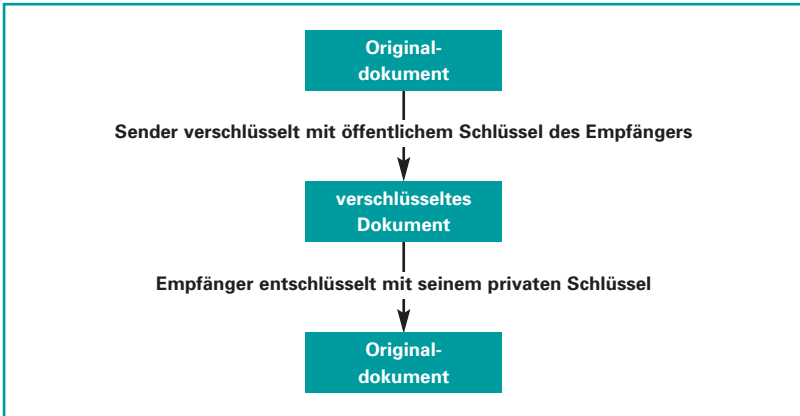 Original-
dokument
Sender verschlüsselt mit öffentlichem Schlüssel des Empfängers
verschlüsseltes
Dokument
Empfänger entschlüsselt mit seinem privaten Schlüssel
Original-
dokument